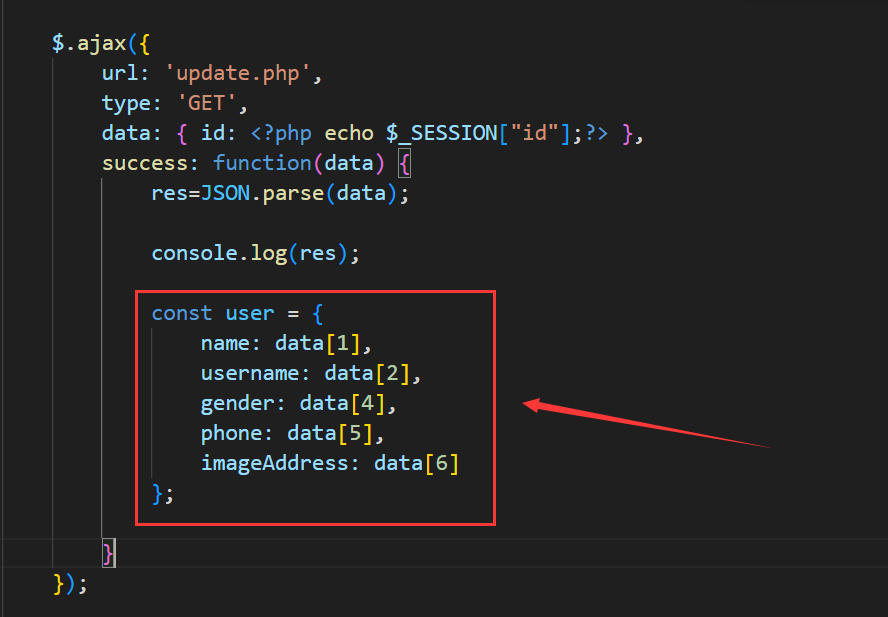 $.ajax({
url: 'update.php',
type: 'GET',
data: { id: <?php echo $_SESSION["id"];?> },
success: function(data) {
res=JSON.parse(data);
console.log(res);
const user = {
name: data[1],
username: data[2],
gender: data[4],
phone: data[5],
imageAddress: data[6]
};
}
});